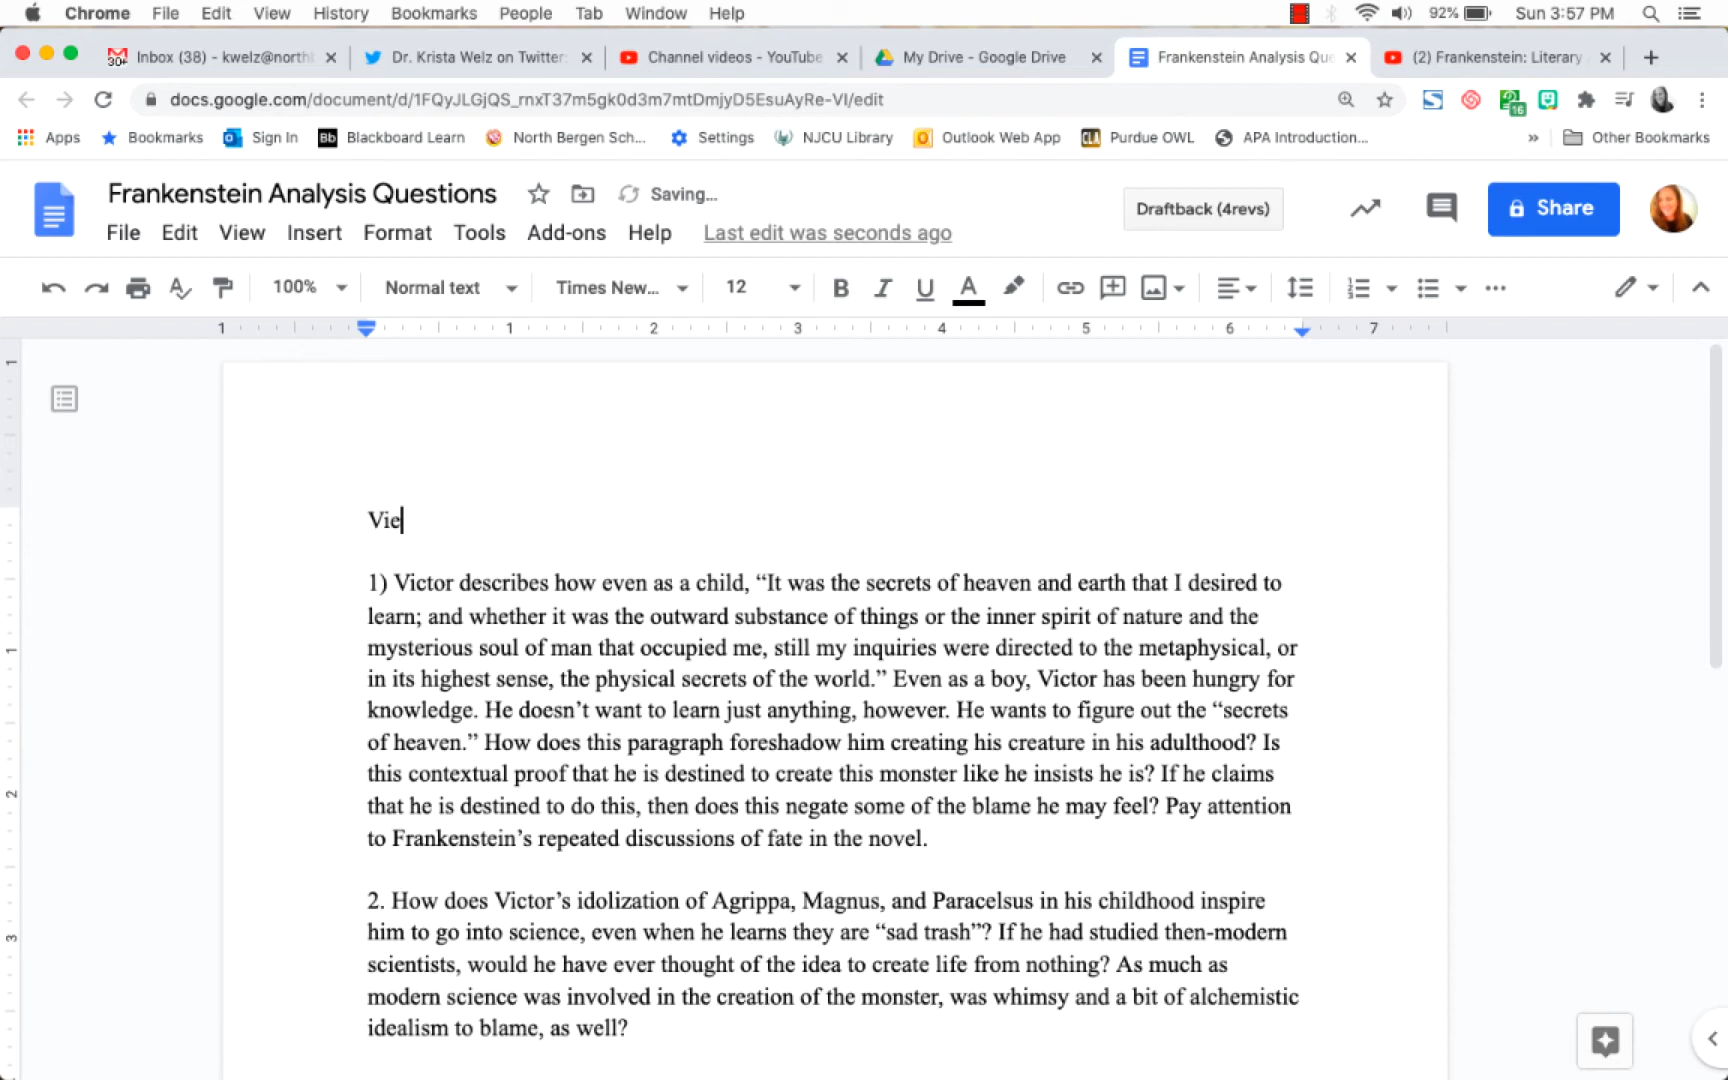 Chrome File Edit View History Bookmarks People Tab Window Help 92% Sun 3:57 PM
30+ Inbox (38) - kwelz@north Dr. Krista Welz on Twitter: Channel videos - YouTube My Drive - Google Drive Frankenstein Analysis Que (2) Frankenstein: Literary
docs.google.com/document/d/1FQyJLGjQS_rnxT37m5gk0d3m7mtDmjyD5EsuAyRe-VI/edit 16
Apps Bookmarks Sign In Bb Blackboard Learn North Bergen Sch... Settings NJCU Library Outlook Web App Purdue OWL APA Introduction... » Other Bookmarks
Frankenstein Analysis Questions Saving... Draftback (4revs) Share
File Edit View Insert Format Tools Add-ons Help Last edit was seconds ago
100% Normal text Times New... 12 B I U A
1 1 2 3 4 5 6 7
Vie
1) Victor describes how even as a child, “It was the secrets of heaven and earth that I desired to
learn; and whether it was the outward substance of things or the inner spirit of nature and the
mysterious soul of man that occupied me, still my inquiries were directed to the metaphysical, or
in its highest sense, the physical secrets of the world.” Even as a boy, Victor has been hungry for
knowledge. He doesn’t want to learn just anything, however. He wants to figure out the “secrets
of heaven.” How does this paragraph foreshadow him creating his creature in his adulthood? Is
this contextual proof that he is destined to create this monster like he insists he is? If he claims
that he is destined to do this, then does this negate some of the blame he may feel? Pay attention
to Frankenstein’s repeated discussions of fate in the novel.
2. How does Victor’s idolization of Agrippa, Magnus, and Paracelsus in his childhood inspire
him to go into science, even when he learns they are “sad trash”? If he had studied then-modern
scientists, would he have ever thought of the idea to create life from nothing? As much as
modern science was involved in the creation of the monster, was whimsy and a bit of alchemistic
idealism to blame, as well?
1
1
2
3